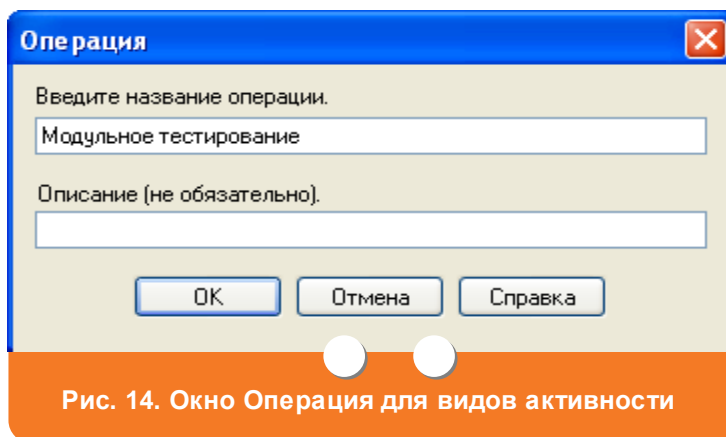 Операция
Введите название операции.
Модульное тестирование
Описание (не обязательно).
OK Отмена Справка
Рис. 14. Окно Операция для видов активности